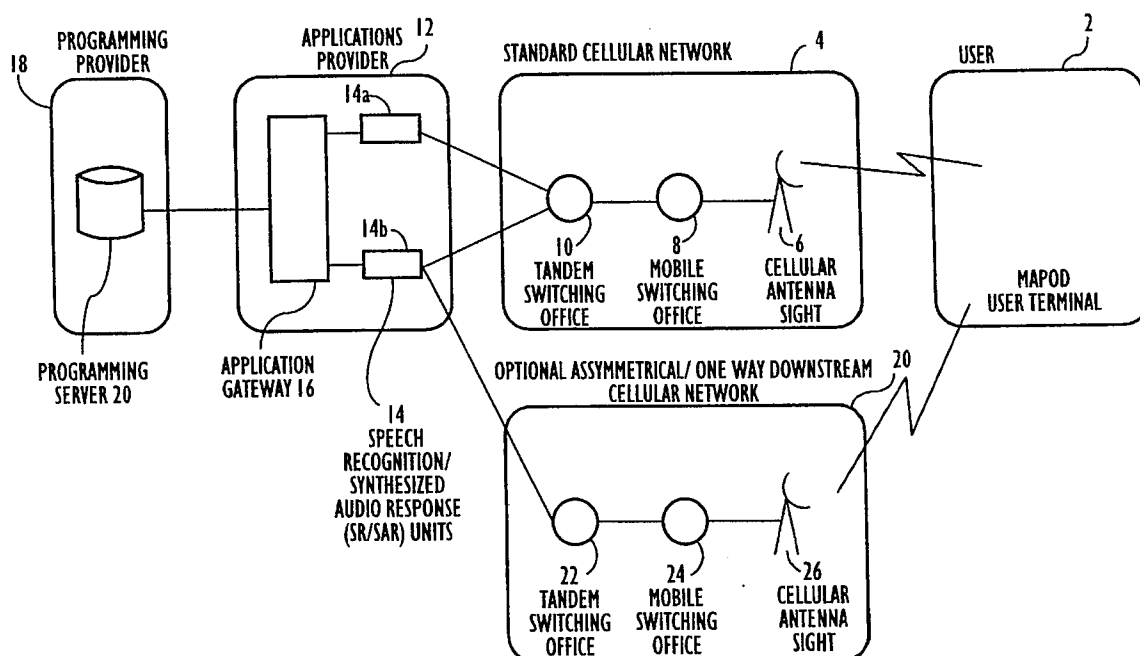 PROGRAMMING
PROVIDER
18
PROGRAMMING
SERVER 20
APPLICATIONS
PROVIDER
12
14a
14b
APPLICATION
GATEWAY 16
14
SPEECH
RECOGNITION/
SYNTHESIZED
AUDIO RESPONSE
(SR/SAR) UNITS
STANDARD CELLULAR NETWORK
4
10
TANDEM
SWITCHING
OFFICE
8
MOBILE
SWITCHING
OFFICE
6
CELLULAR
ANTENNA
SIGHT
USER
2
MAPOD
USER TERMINAL
OPTIONAL ASSYMETRICAL/ ONE WAY DOWNSTREAM
CELLULAR NETWORK
20
22
TANDEM
SWITCHING
OFFICE
24
MOBILE
SWITCHING
OFFICE
26
CELLULAR
ANTENNA
SIGHT